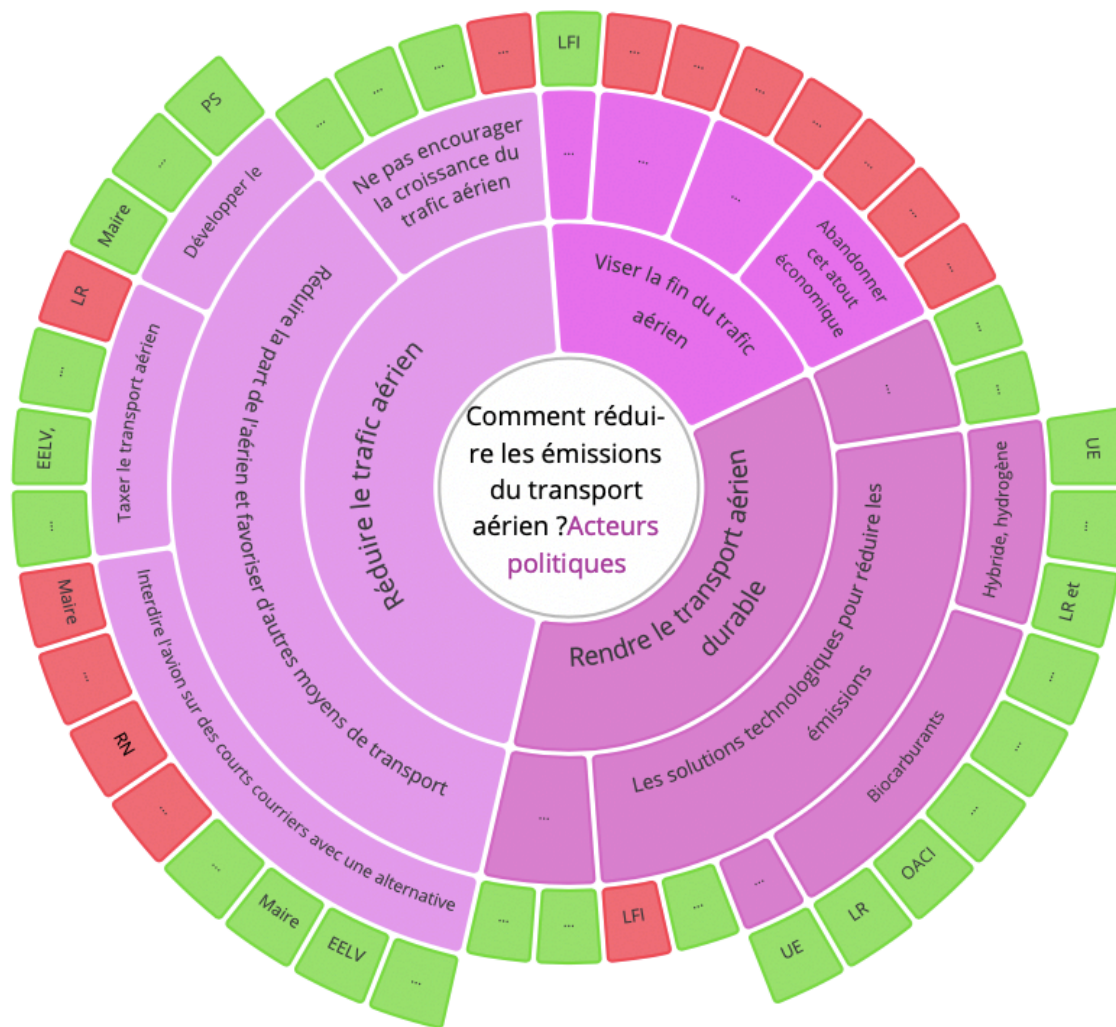 Comment rédui-
re les émissions
du transport
aérien ?Acteurs
politiques
Viser la fin du trafic
aérien
...
...
...
Abandonner
cet atout
économique
LFI
...
...
...
...
...
...
...
Rendre le transport aérien
durable
...
...
...
Les solutions technologiques pour réduire les
émissions
Hybride, hydrogène
UE
...
LR et
Biocarburants
...
...
...
OACI
LR
UE
...
...
LFI
...
...
...
Réduire le trafic aérien
Réduire la part de l'aérien et favoriser d'autres moyens de transport
Interdire l'avion sur des courts courriers avec une alternative
...
EELV
Maire
...
...
RN
...
Maire
Taxer le transport aérien
...
EELV,
...
LR
Développer le
Maire
...
PS
Ne pas encourager
la croissance du
trafic aérien
...
...
...
...